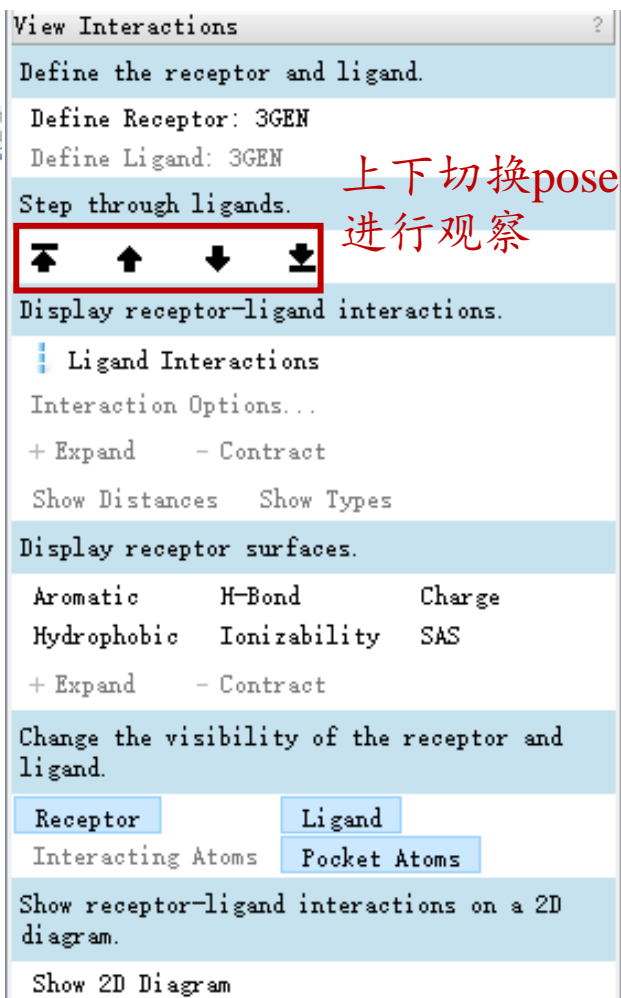 View Interactions ?
Define the receptor and ligand.
Define Receptor: 3GEN
Define Ligand: 3GEN
上下切换pose
进行观察
Step through ligands.
Display receptor-ligand interactions.
Ligand Interactions
Interaction Options...
+ Expand - Contract
Show Distances Show Types
Display receptor surfaces.
Aromatic H-Bond Charge
Hydrophobic Ionizability SAS
+ Expand - Contract
Change the visibility of the receptor and
ligand.
Receptor Ligand
Interacting Atoms Pocket Atoms
Show receptor-ligand interactions on a 2D
diagram.
Show 2D Diagram